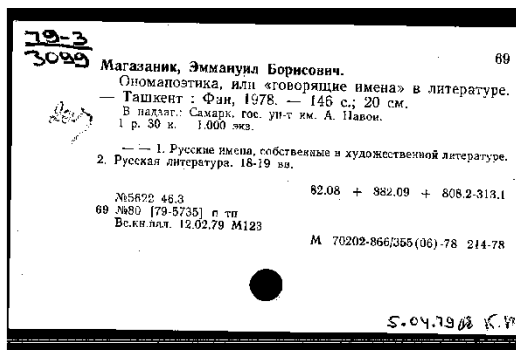 79-3
3099
69
Магазаник, Эммануил Борисович.
Ономапоэтика, или «говорящие имена» в литературе.
— Ташкент : Фан, 1978. — 146 с.; 20 см.
В надзаг.: Самарк. гос. ун-т им. А. Навои.
1 р. 30 к. 1.000 экз.
— — 1. Русские имена, собственные в художественной литературе.
2. Русская литература. 18-19 вв.
82.08 + 882.09 + 808.2-313.1
№5622 46.3
69 №80 [79-5735] п тп
Вс.кн.пал. 12.02.79 М123
М 70202-866/355(06)-78 214-78
5.04.79